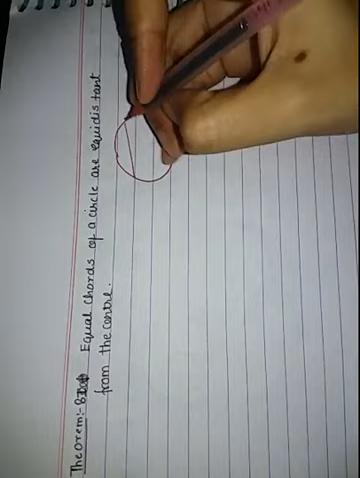 Theorem:- Equal chords of a circle are equidistant
from the centre.